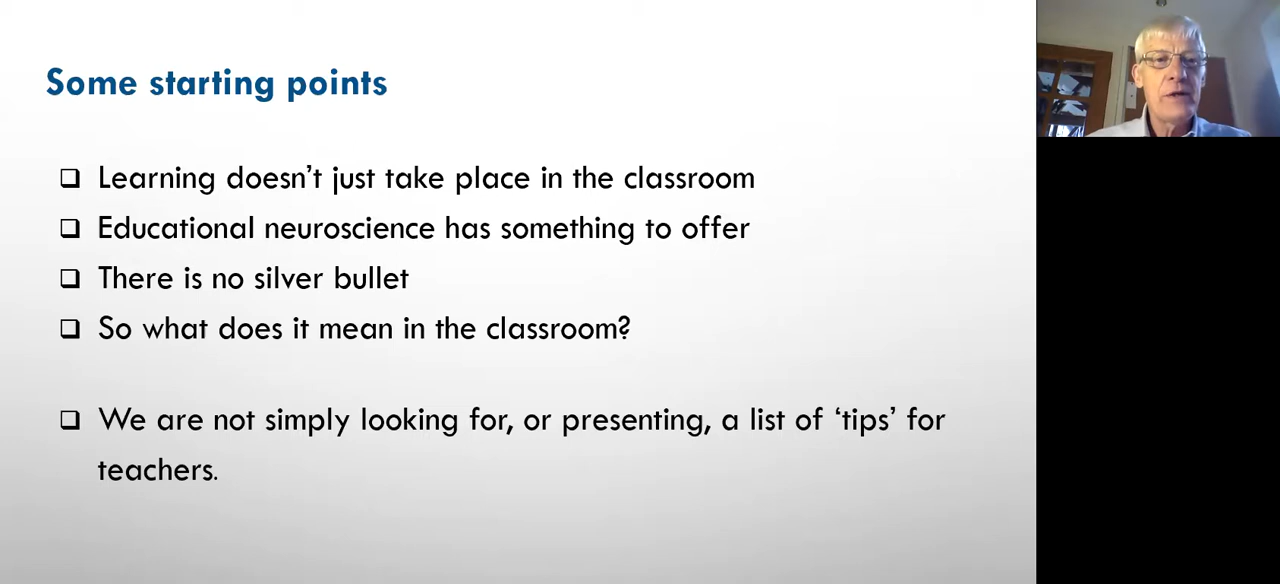 Some starting points
Learning doesn’t just take place in the classroom
Educational neuroscience has something to offer
There is no silver bullet
So what does it mean in the classroom?
We are not simply looking for, or presenting, a list of ‘tips’ for
teachers.